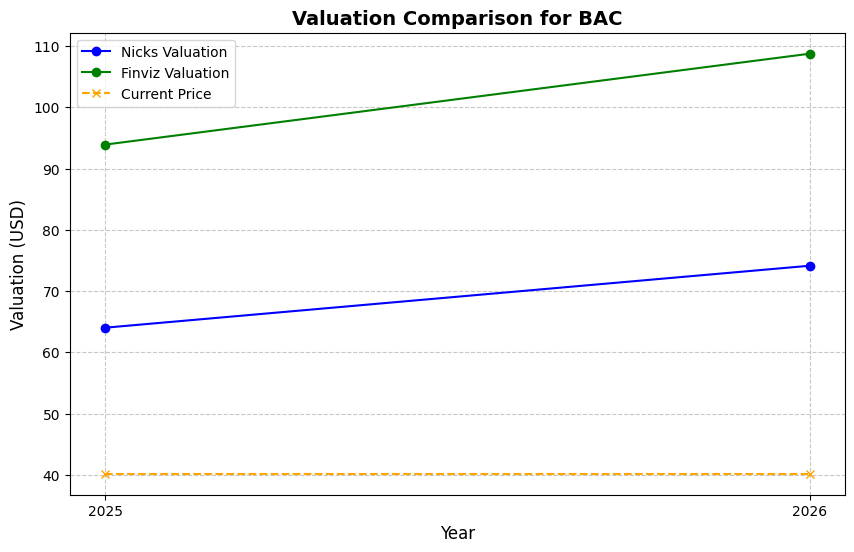 Valuation Comparison for BAC
Nicks Valuation
Finviz Valuation
Current Price
Valuation (USD)
110
100
90
80
70
60
50
40
2025
2026
Year